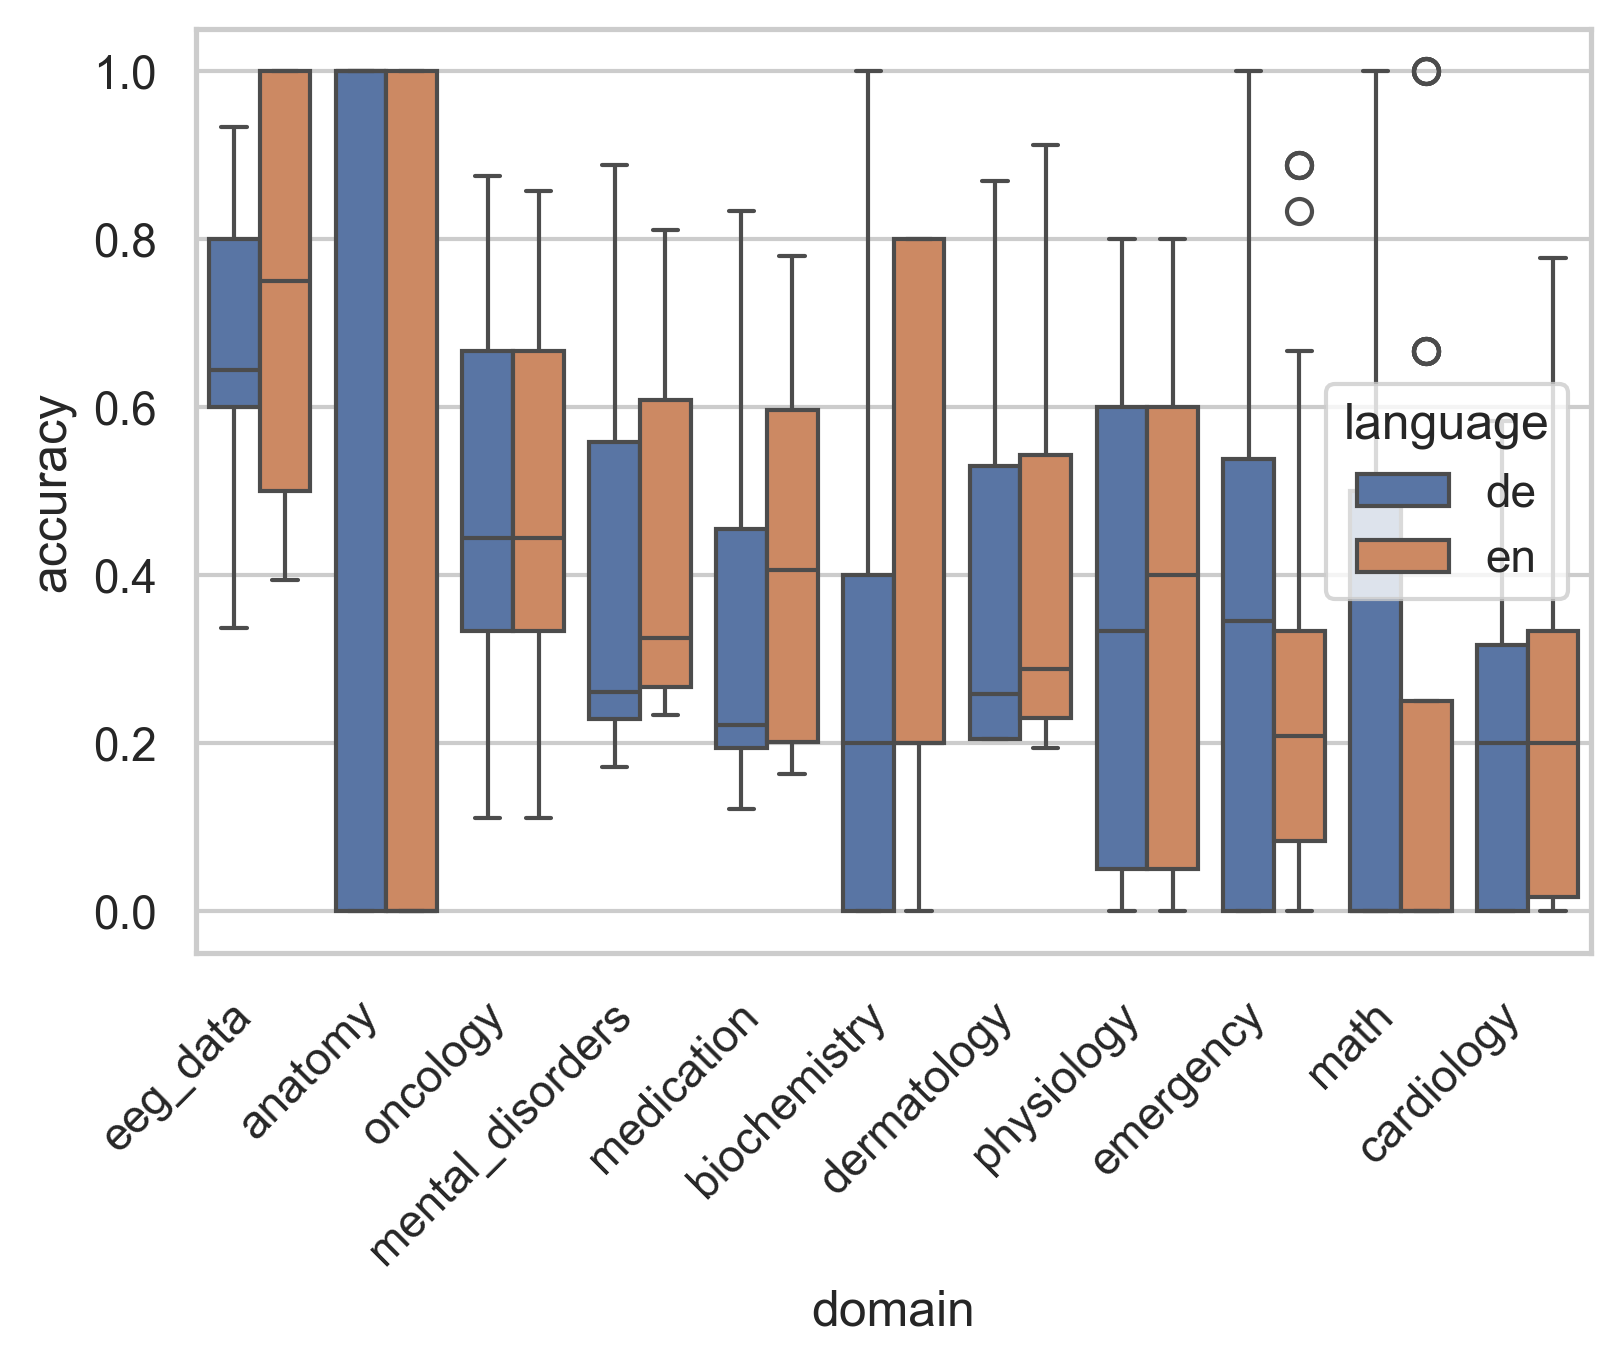 accuracy
1.0
0.8
0.6
0.4
0.2
0.0
language
de
en
eeg_data
anatomy
oncology
mental_disorders
medication
biochemistry
dermatology
physiology
emergency
math
cardiology
domain